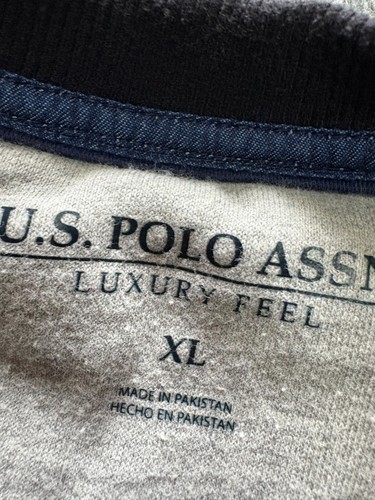 U.S. POLO ASSN
LUXURY FEEL
XL
MADE IN PAKISTAN
HECHO EN PAKISTAN